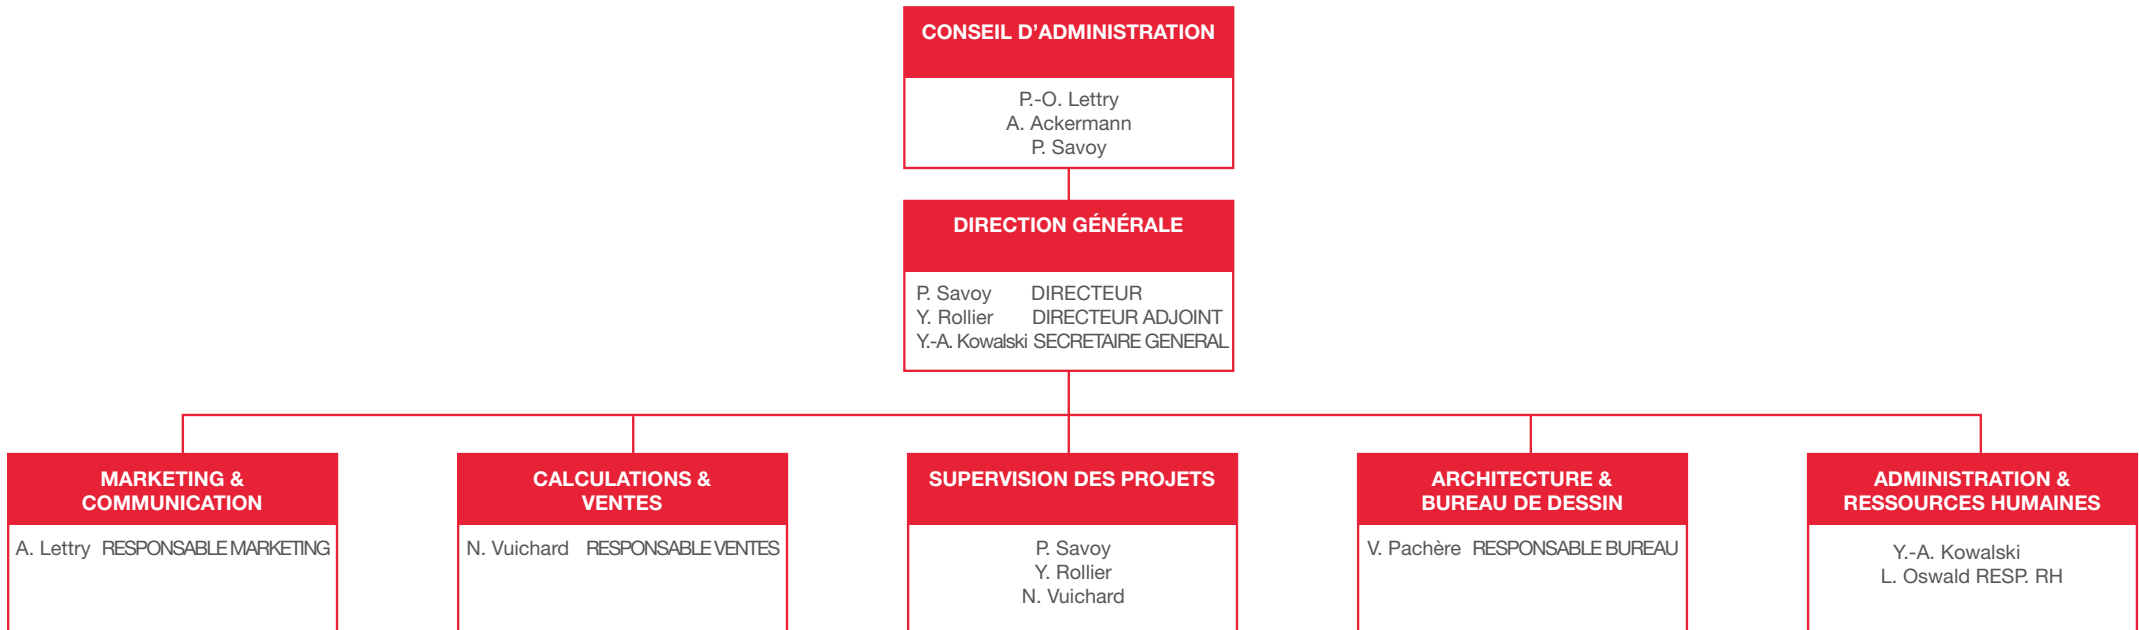 CONSEIL D’ADMINISTRATION
P.-O. Lettry
A. Ackermann
P. Savoy
DIRECTION GÉNÉRALE
P. Savoy DIRECTEUR
Y. Rollier DIRECTEUR ADJOINT
Y.-A. Kowalski SECRETAIRE GENERAL
MARKETING &
COMMUNICATION
A. Lettry RESPONSABLE MARKETING
CALCULATIONS &
VENTES
N. Vuichard RESPONSABLE VENTES
SUPERVISION DES PROJETS
P. Savoy
Y. Rollier
N. Vuichard
ARCHITECTURE &
BUREAU DE DESSIN
V. Pachère RESPONSABLE BUREAU
ADMINISTRATION &
RESSOURCES HUMAINES
Y.-A. Kowalski
L. Oswald RESP. RH